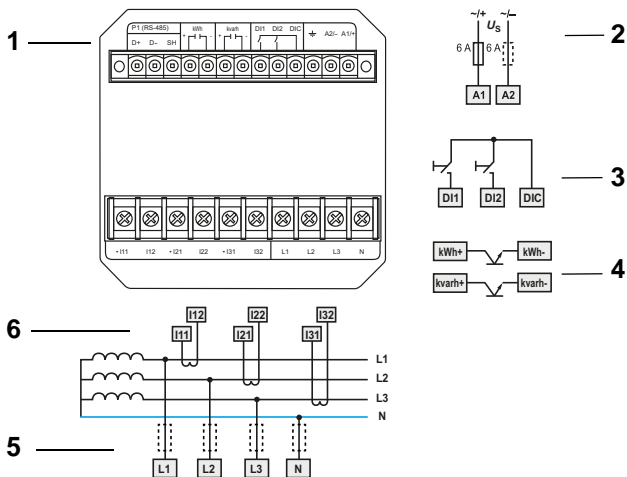 1
P1 (RS-485)
kWh
kvarh
DI1 DI2 DIC
D+ D– SH
+ - + -
A2/- A1/+
•I11 I12 •I21 I22 •I31 I32 L1 L2 L3 N
~/+ ~/–
US
6 A 6 A
A1 A2
2
DI1 DI2 DIC
3
kWh+ kWh-
kvarh+ kvarh-
4
6
I12 I22 I32
I11 I21 I31
L1
L2
L3
N
5
L1 L2 L3 N